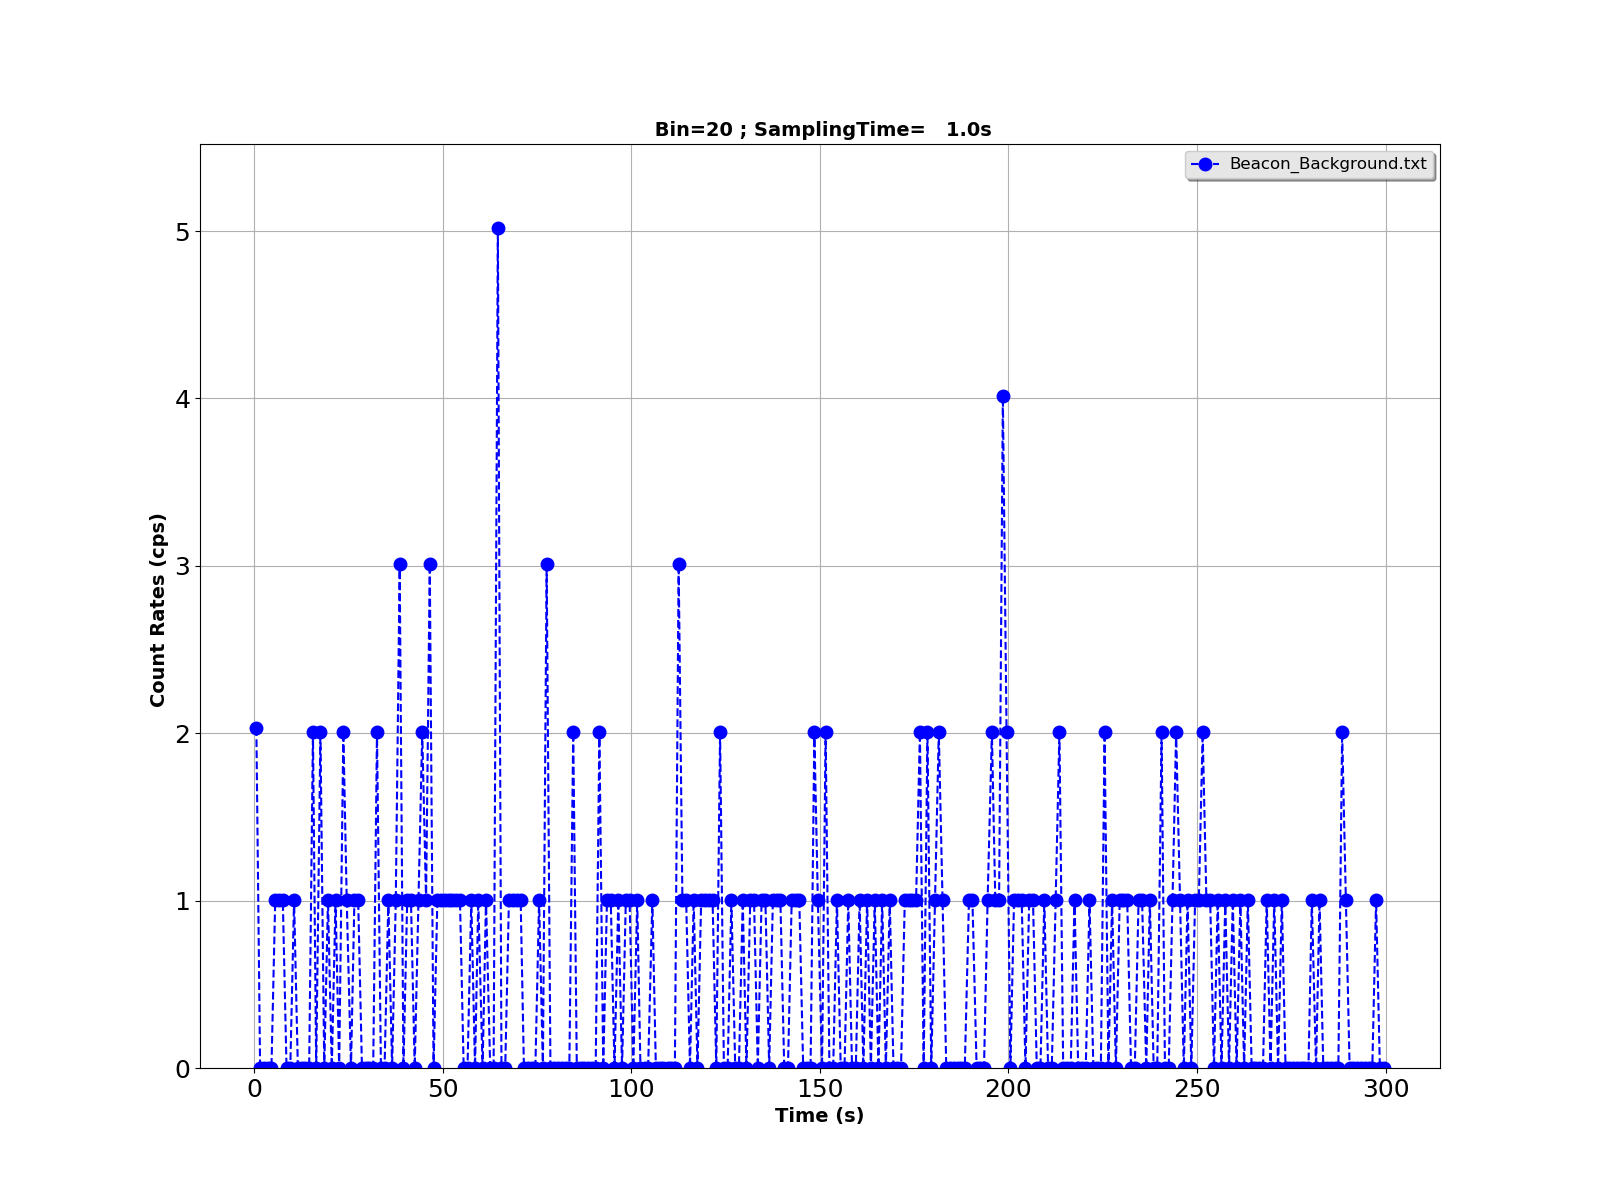 Bin=20 ; SamplingTime=   1.0s
Beacon_Background.txt
Count Rates (cps)
5
4
3
2
1
0
0 50 100 150 200 250 300
Time (s)